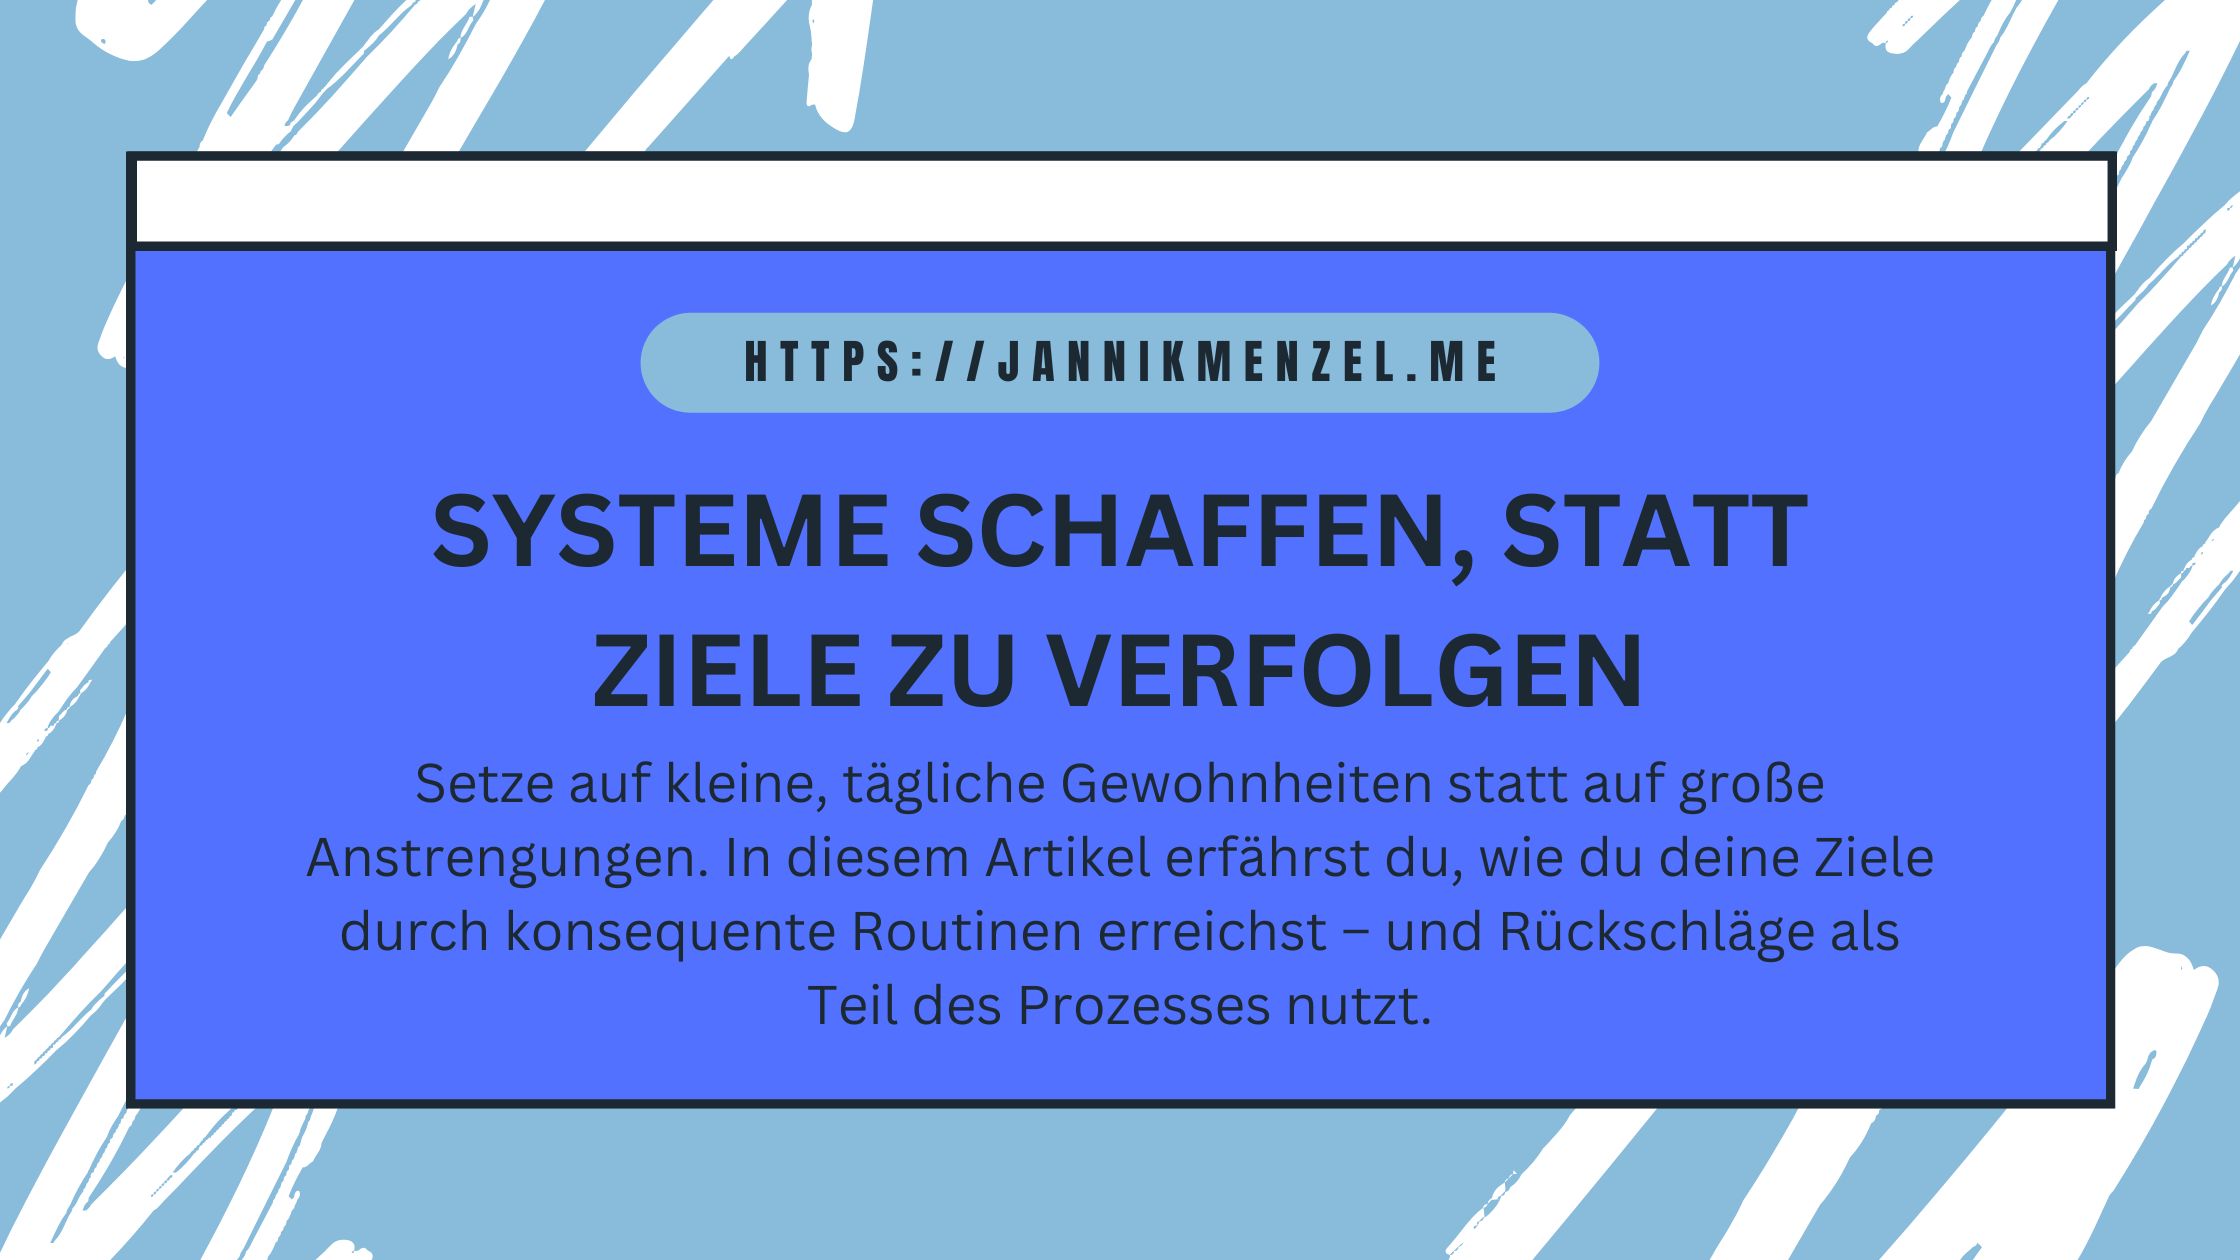 HTTPS://JANNIKMENZEL.ME
SYSTEME SCHAFFEN, STATT
ZIELE ZU VERFOLGEN
Setze auf kleine, tägliche Gewohnheiten statt auf große
Anstrengungen. In diesem Artikel erfährst du, wie du deine Ziele
durch konsequente Routinen erreichst – und Rückschläge als
Teil des Prozesses nutzt.